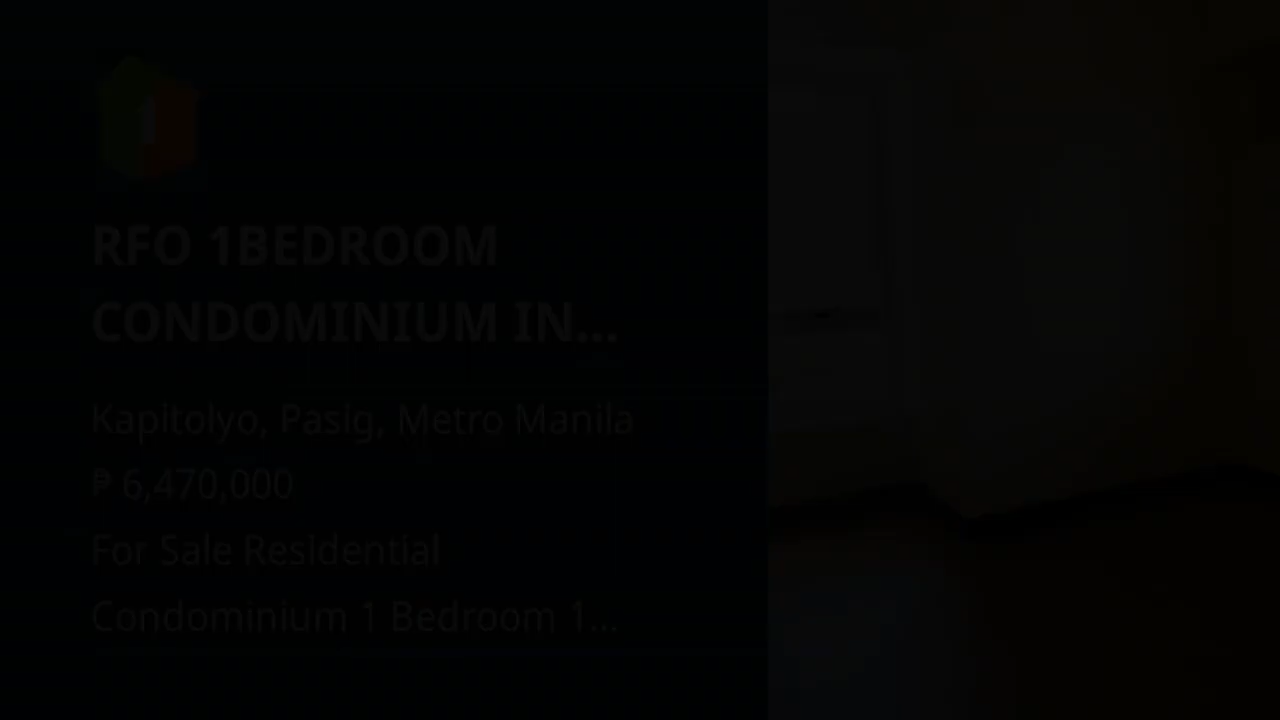 RFO 1BEDROOM
CONDOMINIUM IN...
Kapitolyo, Pasig, Metro Manila
₱ 6,470,000
For Sale Residential
Condominium 1 Bedroom 1...